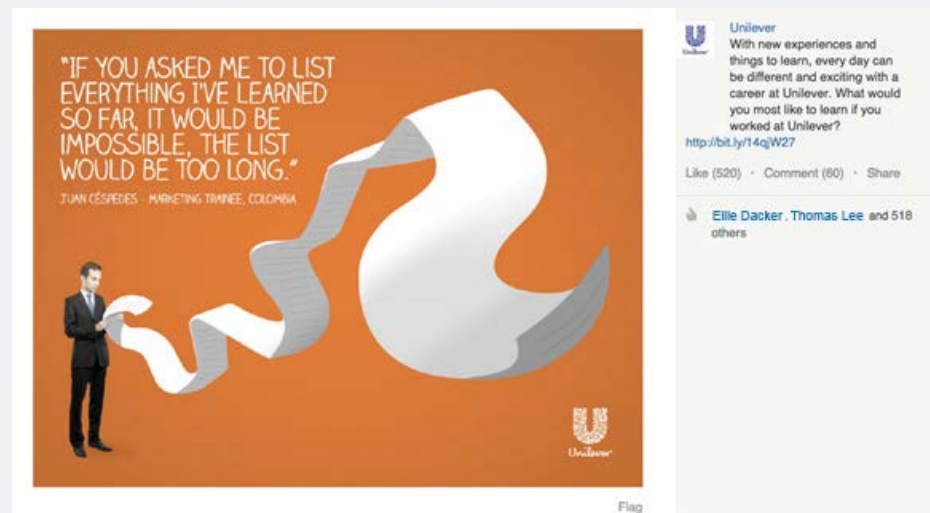 "IF YOU ASKED ME TO LIST
EVERYTHING I'VE LEARNED
SO FAR, IT WOULD BE
IMPOSSIBLE, THE LIST
WOULD BE TOO LONG."
JUAN CÉSPEDES - MARKETING TRAINEE, COLOMBIA
Unilever
Flag
Unilever
Unilever
With new experiences and
things to learn, every day can
be different and exciting with a
career at Unilever. What would
you most like to learn if you
worked at Unilever?
http://bit.ly/14qjW27
Like (520) · Comment (60) · Share
Ellie Dacker, Thomas Lee and 518
others